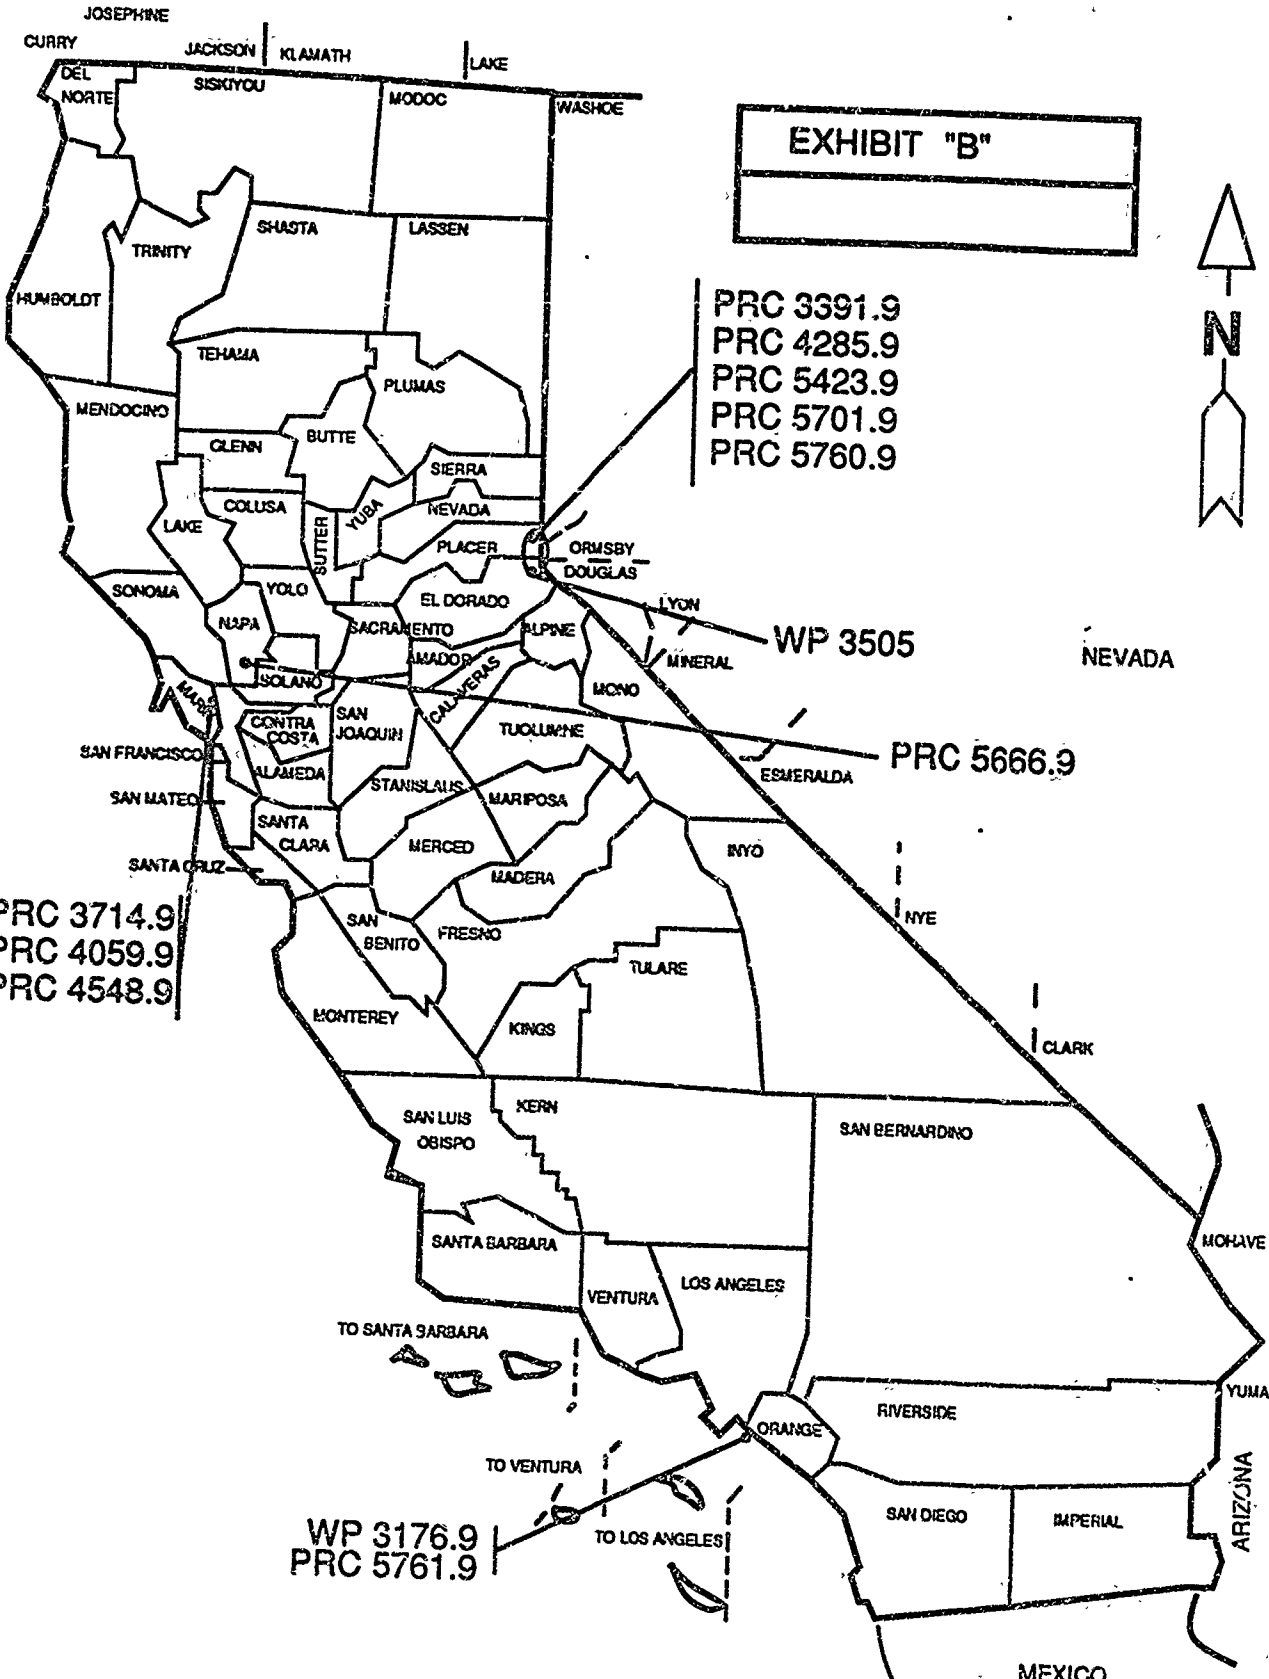 JOSEPHINE
CURRY
JACKSON
KLAMATH
LAKE
DEL
NORTE
SISKIYOU
MODOC
WASHOE
EXHIBIT "B"
SHASTA
LASSEN
TRINITY
HUMBOLDT
N
PRC 3391.9
PRC 4285.9
PRC 5423.9
PRC 5701.9
PRC 5760.9
TEHAMA
PLUMAS
MENDOCINO
GLENN
BUTTE
SIERRA
COLUSA
YUBA
NEVADA
LAKE
SUTTER
PLACER
ORMSBY
DOUGLAS
SONOMA
YOLO
EL DORADO
LYON
NAPA
SACRAMENTO
ALPINE
WP 3505
AMADOR
MINERAL
NEVADA
SOLANO
CALAVERAS
MONO
MARIN
CONTRA
COSTA
SAN
JOAQUIN
TUOLUMNE
SAN FRANCISCO
PRC 5666.9
ALAMEDA
STANISLAUS
ESMERALDA
SAN MATEO
MARIPOSA
SANTA
CLARA
MERCED
INYO
SANTA CRUZ
MADERA
PRC 3714.9
PRC 4059.9
PRC 4548.9
SAN
BENITO
FRESNO
NYE
TULARE
MONTEREY
KINGS
CLARK
SAN LUIS
OBISPO
KERN
SAN BERNARDINO
SANTA BARBARA
MOHAVE
VENTURA
LOS ANGELES
TO SANTA BARBARA
YUMA
RIVERSIDE
ORANGE
TO VENTURA
ARIZONA
SAN DIEGO
IMPERIAL
WP 3176.9
PRC 5761.9
TO LOS ANGELES
MEXICO